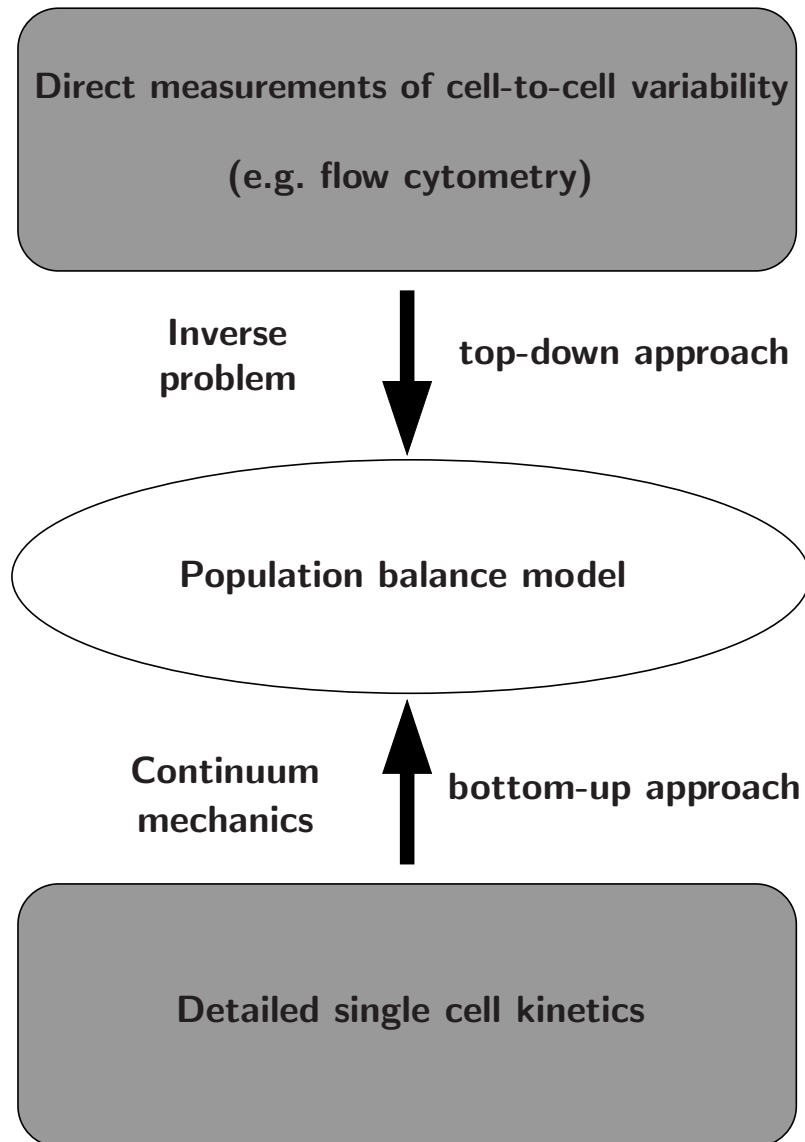 Direct measurements of cell-to-cell variability
(e.g. flow cytometry)
Inverse
problem
top-down approach
Population balance model
Continuum
mechanics
bottom-up approach
Detailed single cell kinetics